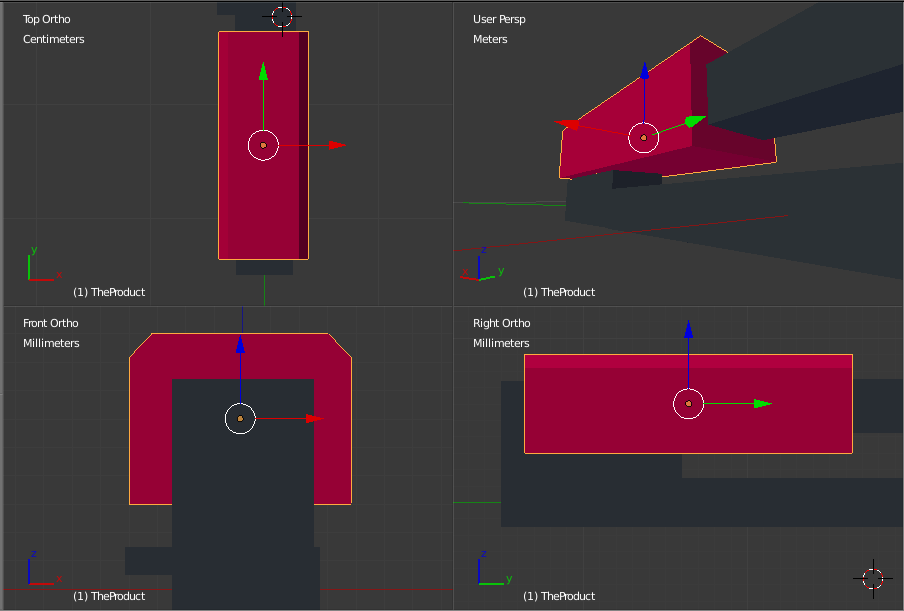 Top Ortho
Centimeters
y
x
(1) TheProduct
User Persp
Meters
z
x
y
(1) TheProduct
Front Ortho
Millimeters
z
x
(1) TheProduct
Right Ortho
Millimeters
z
y
(1) TheProduct